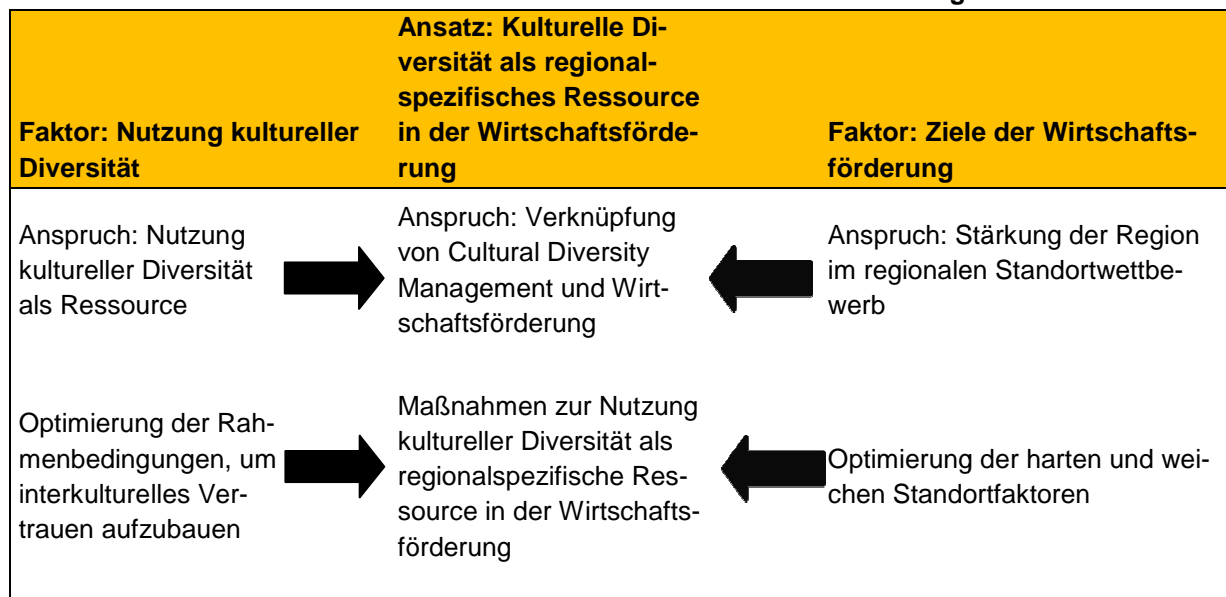 Faktor: Nutzung kultureller
Diversität
Ansatz: Kulturelle Di-
versität als regional-
spezifisches Ressource
in der Wirtschaftsförde-
rung
Faktor: Ziele der Wirtschafts-
förderung
Anspruch: Nutzung
kultureller Diversität
als Ressource
Anspruch: Verknüpfung
von Cultural Diversity
Management und Wirt-
schaftsförderung
Anspruch: Stärkung der Region
im regionalen Standortwettbe-
werb
Optimierung der Rah-
menbedingungen, um
interkulturelles Ver-
trauen aufzubauen
Maßnahmen zur Nutzung
kultureller Diversität als
regionalspezifische Res-
source in der Wirtschafts-
förderung
Optimierung der harten und wei-
chen Standortfaktoren